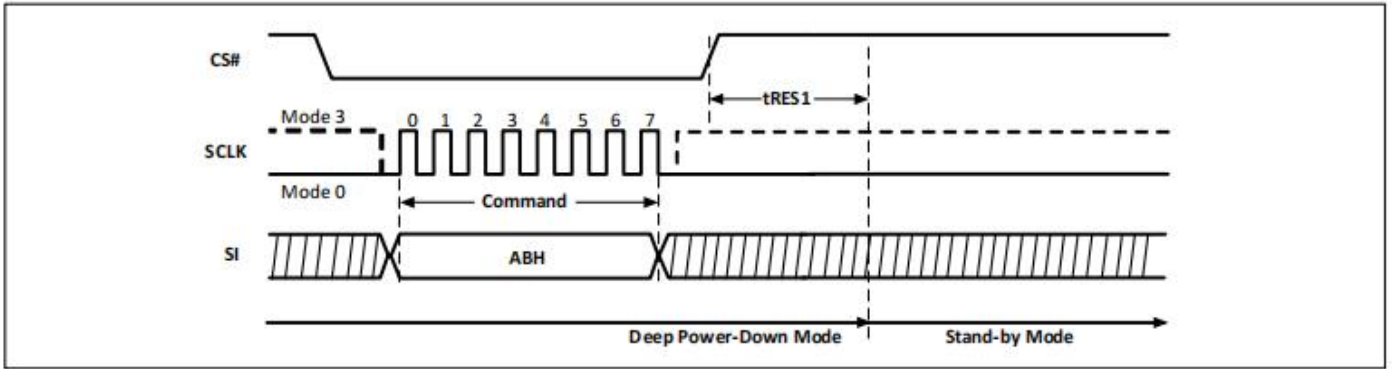 CS#
tRES1
Mode 3
0 1 2 3 4 5 6 7
SCLK
Mode 0
Command
SI
ABH
Deep Power-Down Mode Stand-by Mode